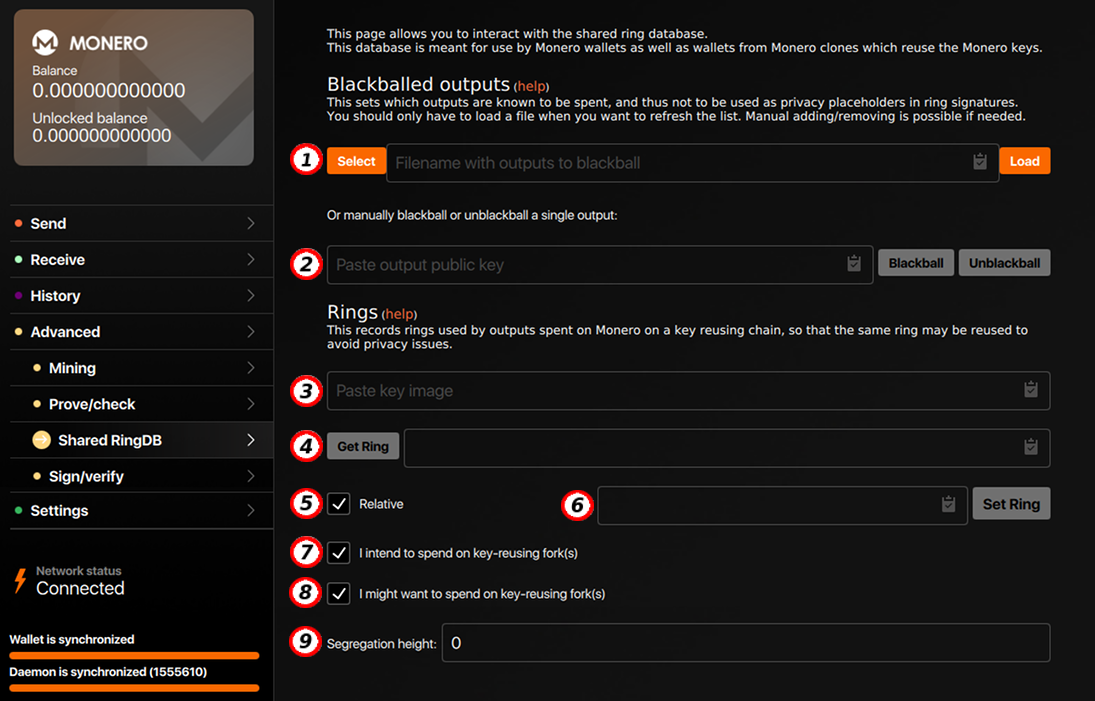 MONERO
Balance
0.000000000000
Unlocked balance
0.000000000000
Send
Receive
History
Advanced
Mining
Prove/check
Shared RingDB
Sign/verify
Settings
Network status
Connected
Wallet is synchronized
Daemon is synchronized (1555610)
This page allows you to interact with the shared ring database.
This database is meant for use by Monero wallets as well as wallets from Monero clones which reuse the Monero keys.
Blackballed outputs (help)
This sets which outputs are known to be spent, and thus not to be used as privacy placeholders in ring signatures.
You should only have to load a file when you want to refresh the list. Manual adding/removing is possible if needed.
1 Select Filename with outputs to blackball Load
Or manually blackball or unblackball a single output:
2 Paste output public key Blackball Unblackball
Rings (help)
This records rings used by outputs spent on Monero on a key reusing chain, so that the same ring may be reused to
avoid privacy issues.
3 Paste key image
4 Get Ring
5 Relative 6 Set Ring
7 I intend to spend on key-reusing fork(s)
8 I might want to spend on key-reusing fork(s)
9 Segregation height: 0